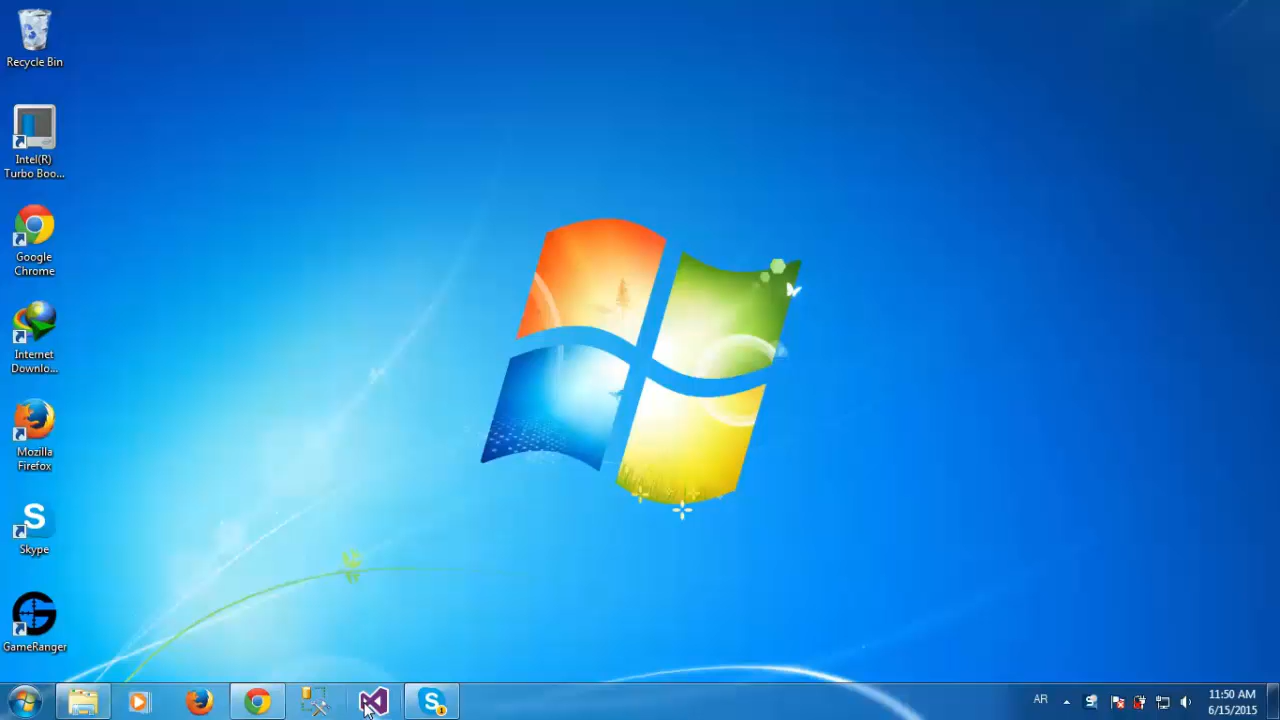 Recycle Bin
Intel(R)
Turbo Boo...
Google
Chrome
Internet
Downlo...
Mozilla
Firefox
S
Skype
G
GameRanger
S
1
AR
11:50 AM
6/15/2015